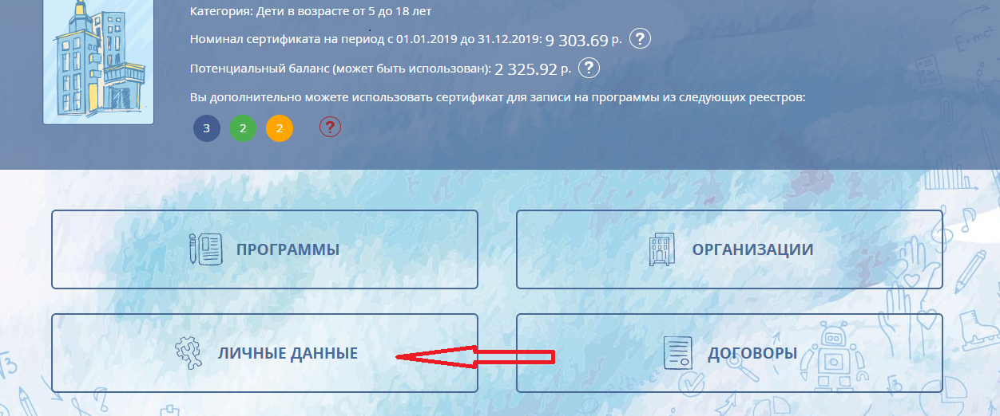 Категория: Дети в возрасте от 5 до 18 лет
Номинал сертификата на период с 01.01.2019 до 31.12.2019: 9 303.69 р. ?
Потенциальный баланс (может быть использован): 2 325.92 р. ?
Вы дополнительно можете использовать сертификат для записи на программы из следующих реестров:
3 2 2 ?
E=mc²
ПРОГРАММЫ
ОРГАНИЗАЦИИ
ЛИЧНЫЕ ДАННЫЕ
ДОГОВОРЫ
√3